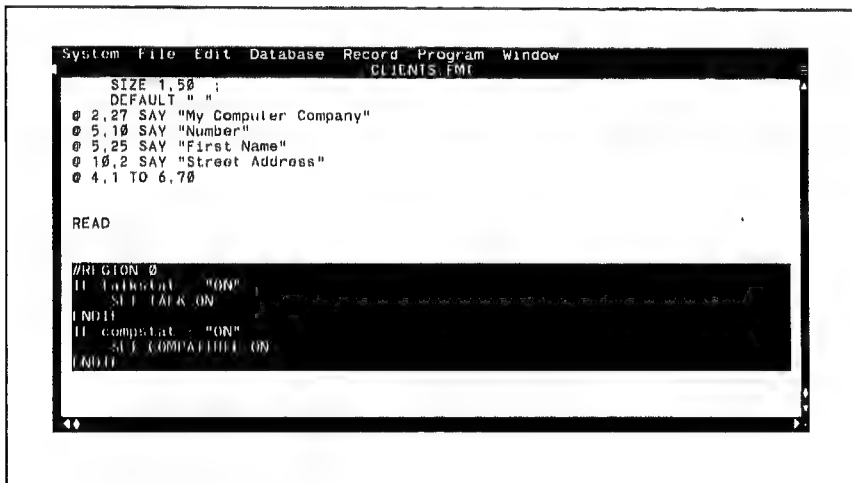 System File Edit Database Record Program Window
CLIENTS.FMT
SIZE 1,50 ;
DEFAULT " "
@ 2,27 SAY "My Computer Company"
@ 5,10 SAY "Number"
@ 5,25 SAY "First Name"
@ 10,2 SAY "Street Address"
@ 4,1 TO 6,70
READ
#REGION 0
IF talkstat = "ON"
SET TALK ON
ENDIF
IF compstat = "ON"
SET COMPATIBLE ON
ENDIF